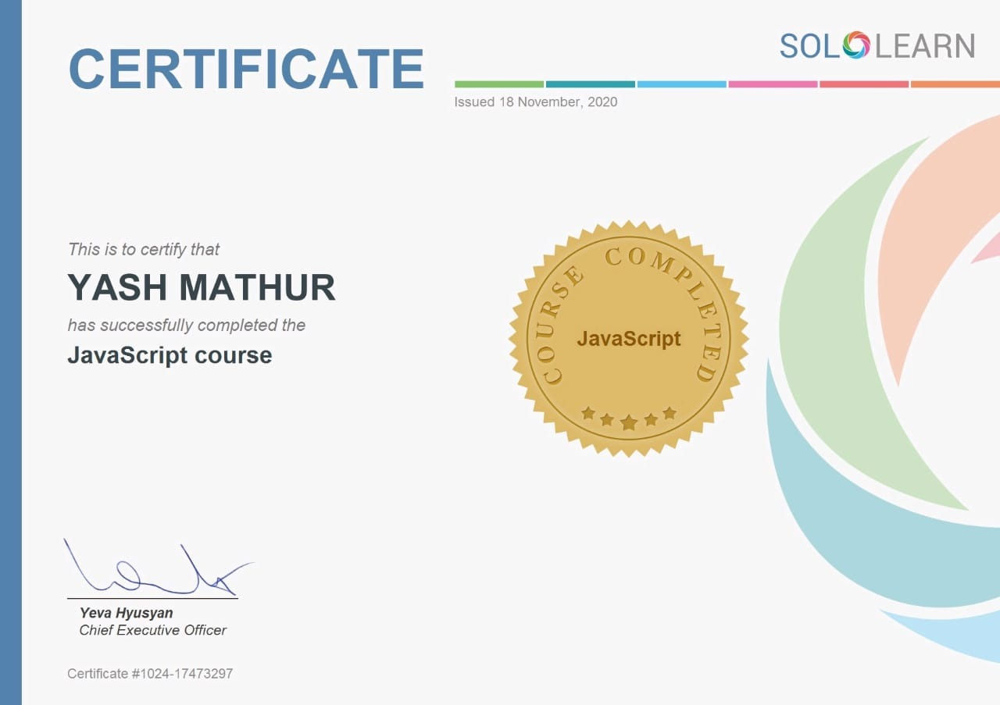 CERTIFICATE
SOLOLEARN
Issued 18 November, 2020
This is to certify that
YASH MATHUR
has successfully completed the
JavaScript course
COURSE COMPLETED
JavaScript
Yeva Hyusyan
Chief Executive Officer
Certificate #1024-17473297